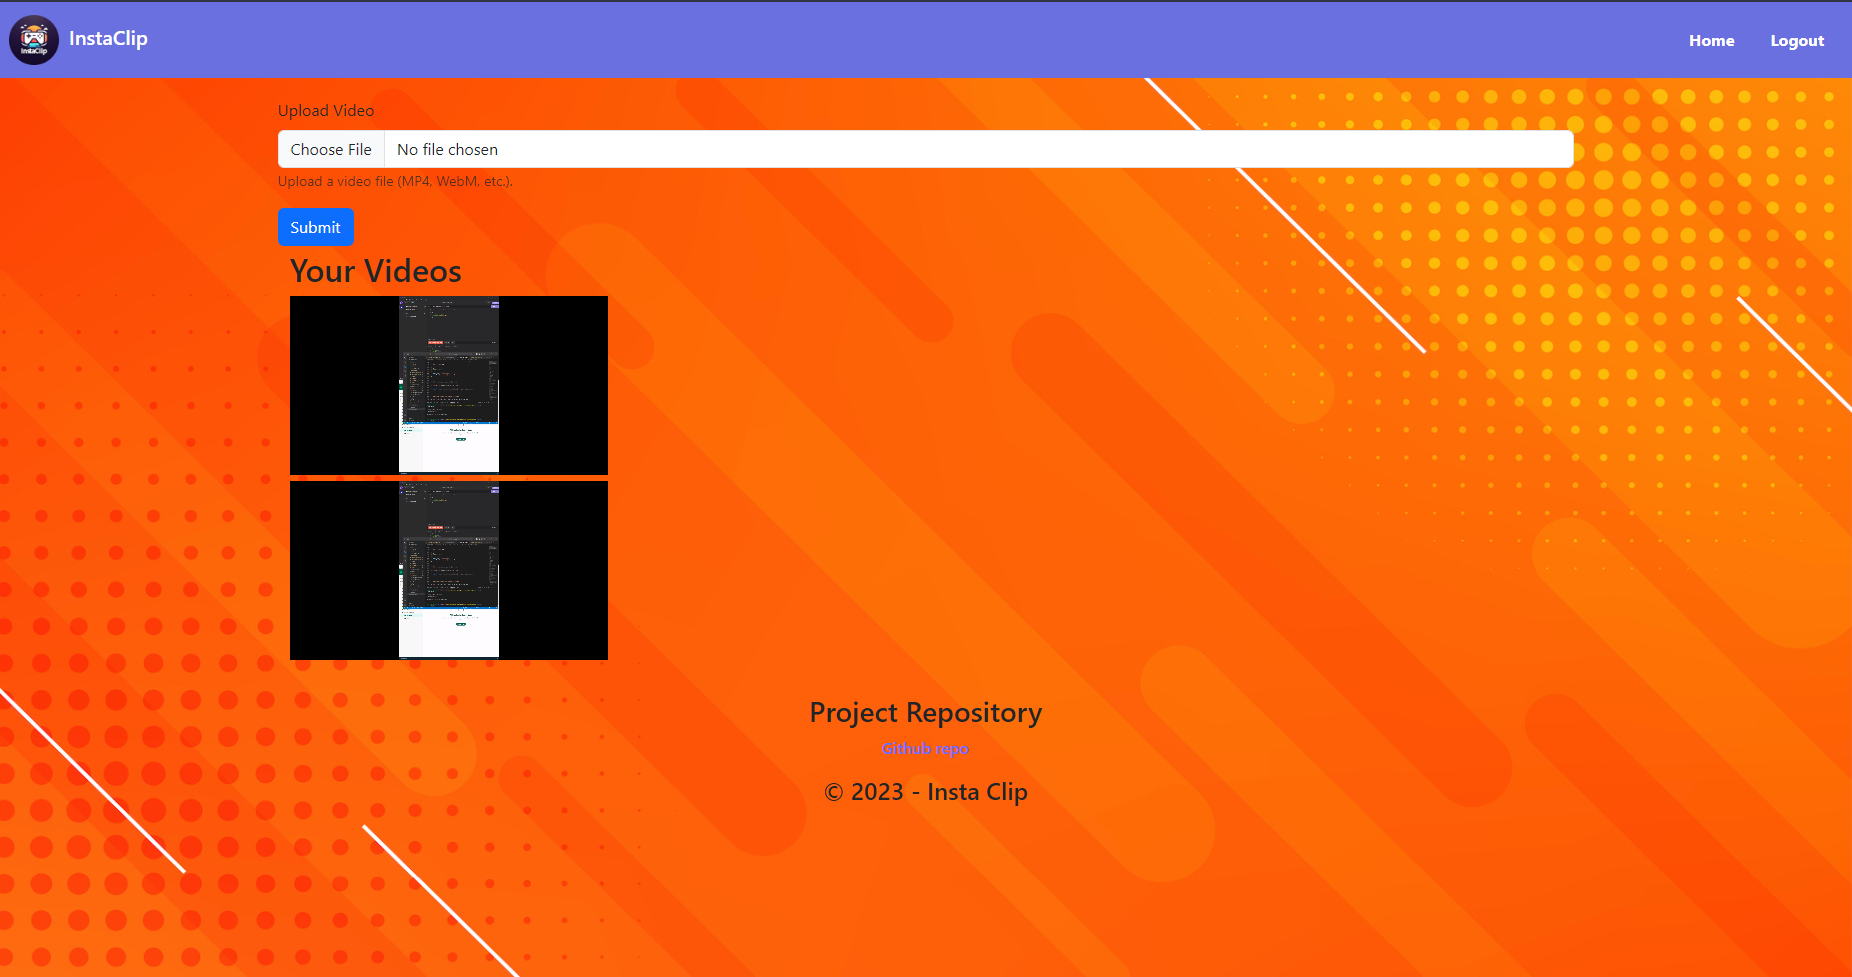 InstaClip
InstaClip
Home
Logout
Upload Video
Choose File
No file chosen
Upload a video file (MP4, WebM, etc.).
Submit
Your Videos
Project Repository
Github repo
© 2023 - Insta Clip